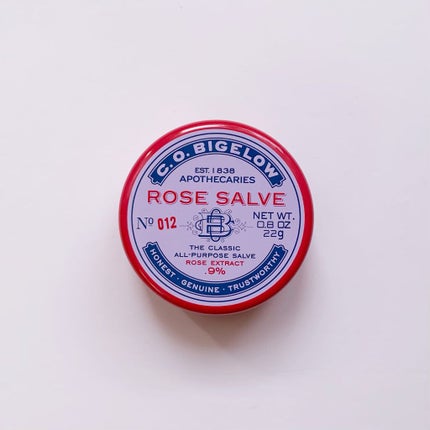 C.O. BIGELOW
EST. 1838
APOTHECARIES
ROSE SALVE
Nº 012
NET WT.
0.8 OZ
22g
THE CLASSIC
ALL-PURPOSE SALVE
ROSE EXTRACT
.9%
HONEST · GENUINE · TRUSTWORTHY